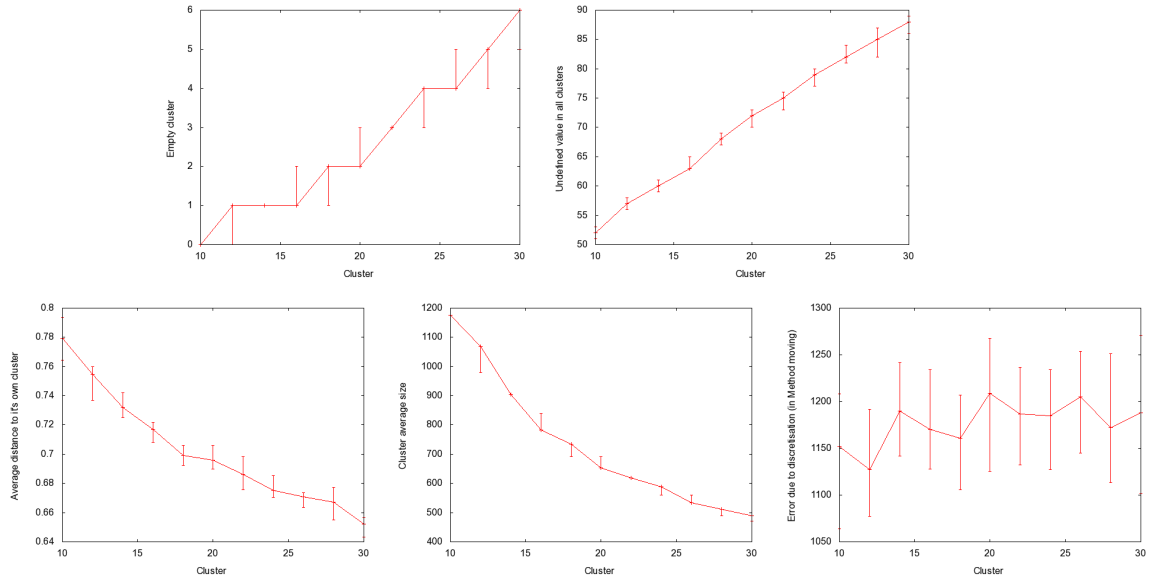 6
5
4
3
2
1
0
Empty cluster
10 15 20 25 30
Cluster
90
85
80
75
70
65
60
55
50
Undefined value in all clusters
10 15 20 25 30
Cluster
0.8
0.78
0.76
0.74
0.72
0.7
0.68
0.66
0.64
Average distance to it's own cluster
10 15 20 25 30
Cluster
1200
1100
1000
900
800
700
600
500
400
Cluster average size
10 15 20 25 30
Cluster
1300
1250
1200
1150
1100
1050
Error due to discretisation (in Method moving)
10 15 20 25 30
Cluster